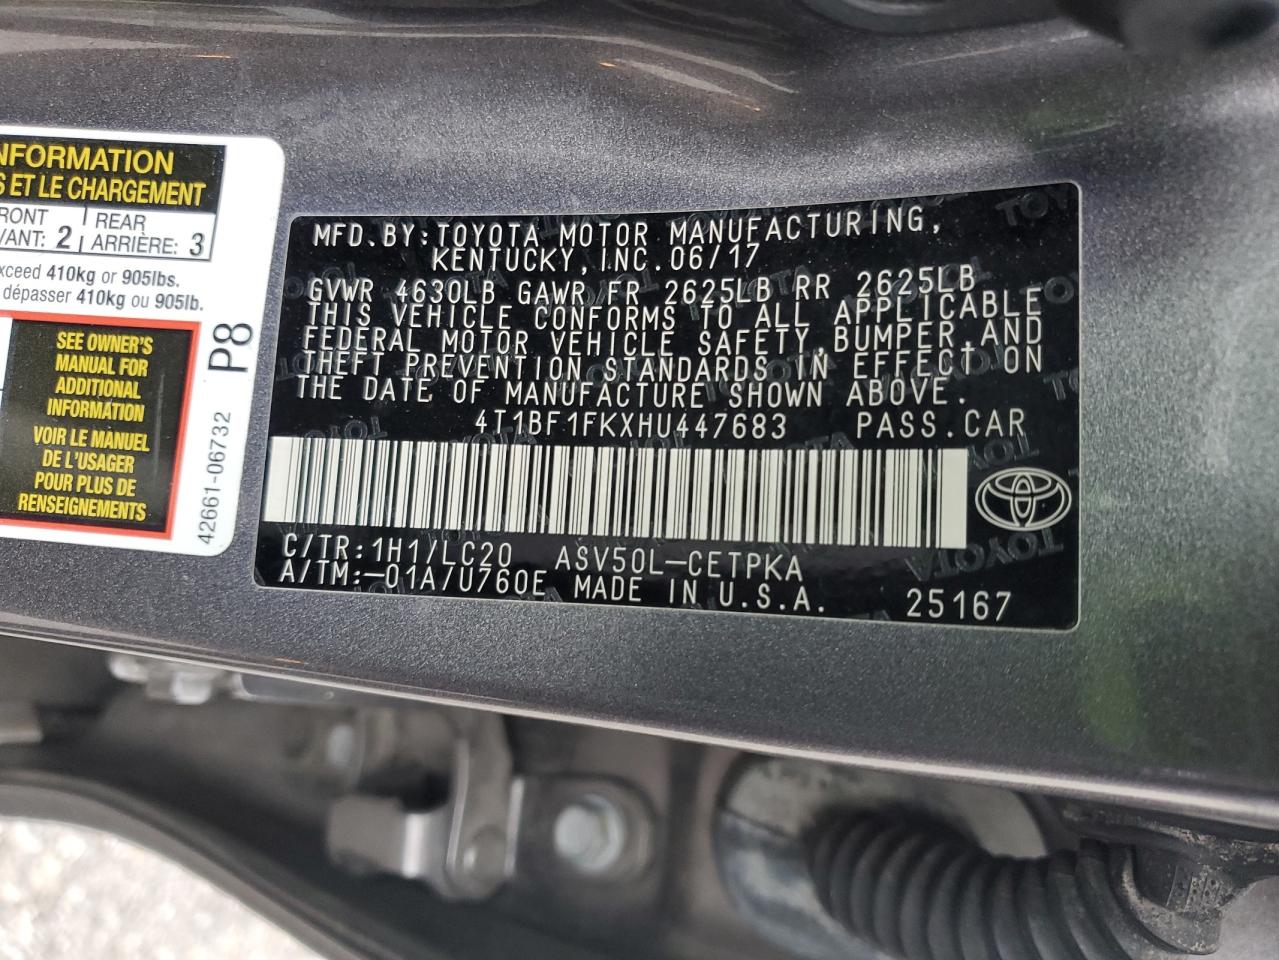 NFORMATION
S ET LE CHARGEMENT
RONT REAR
VANT: 2 ARRIÈRE: 3
xceed 410kg or 905lbs.
dépasser 410kg ou 905lb.
SEE OWNER'S
MANUAL FOR
ADDITIONAL
INFORMATION
VOIR LE MANUEL
DE L'USAGER
POUR PLUS DE
RENSEIGNEMENTS
P8
42661-06732
MFD.BY:TOYOTA MOTOR MANUFACTURING,
KENTUCKY,INC.06/17
GVWR 4630LB GAWR FR 2625LB RR 2625LB
THIS VEHICLE CONFORMS TO ALL APPLICABLE
FEDERAL MOTOR VEHICLE SAFETY,BUMPER,AND
THEFT PREVENTION STANDARDS IN EFFECT ON
THE DATE OF MANUFACTURE SHOWN ABOVE.
4T1BF1FKXHU447683 PASS.CAR
C/TR:1H1/LC20 ASV50L-CETPKA
A/TM:-01A/U760E MADE IN U.S.A. 25167